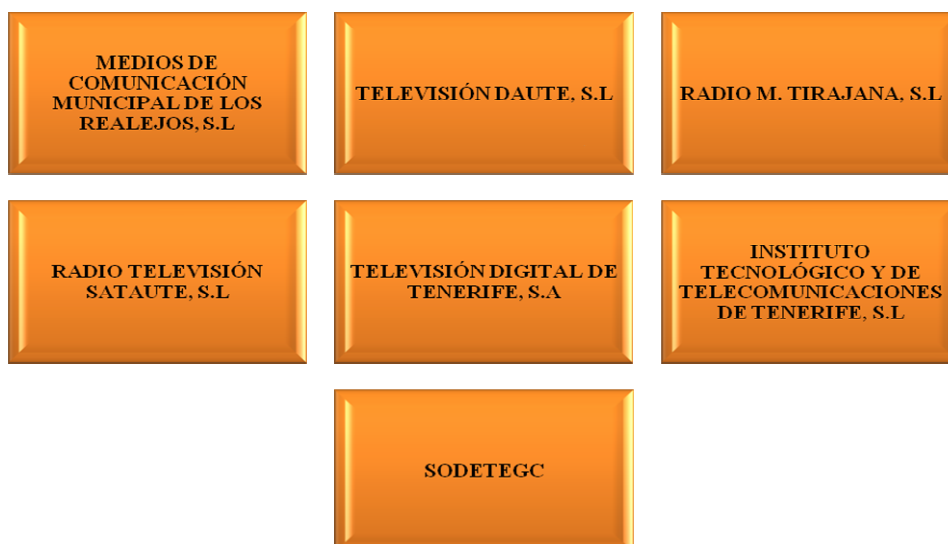 MEDIOS DE
COMUNICACIÓN
MUNICIPAL DE LOS
REALEJOS, S.L
TELEVISIÓN DAUTE, S.L
RADIO M. TIRAJANA, S.L
RADIO TELEVISIÓN
SATAUTE, S.L
TELEVISIÓN DIGITAL DE
TENERIFE, S.A
INSTITUTO
TECNOLÓGICO Y DE
TELECOMUNICACIONES
DE TENERIFE, S.L
SODETEGC